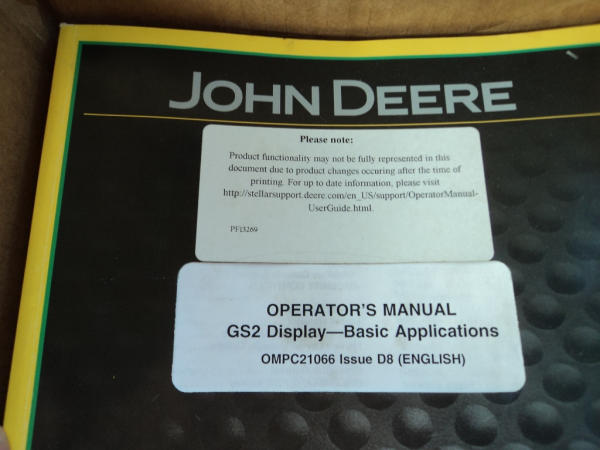 JOHN DEERE
Please note:
Product functionality may not be fully represented in this
document due to product changes occuring after the time of
printing. For up to date information, please visit
http://stellarsupport.deere.com/en_US/support/OperatorManual-
UserGuide.html.
PF13269
OPERATOR'S MANUAL
GS2 Display—Basic Applications
OMPC21066 Issue D8 (ENGLISH)